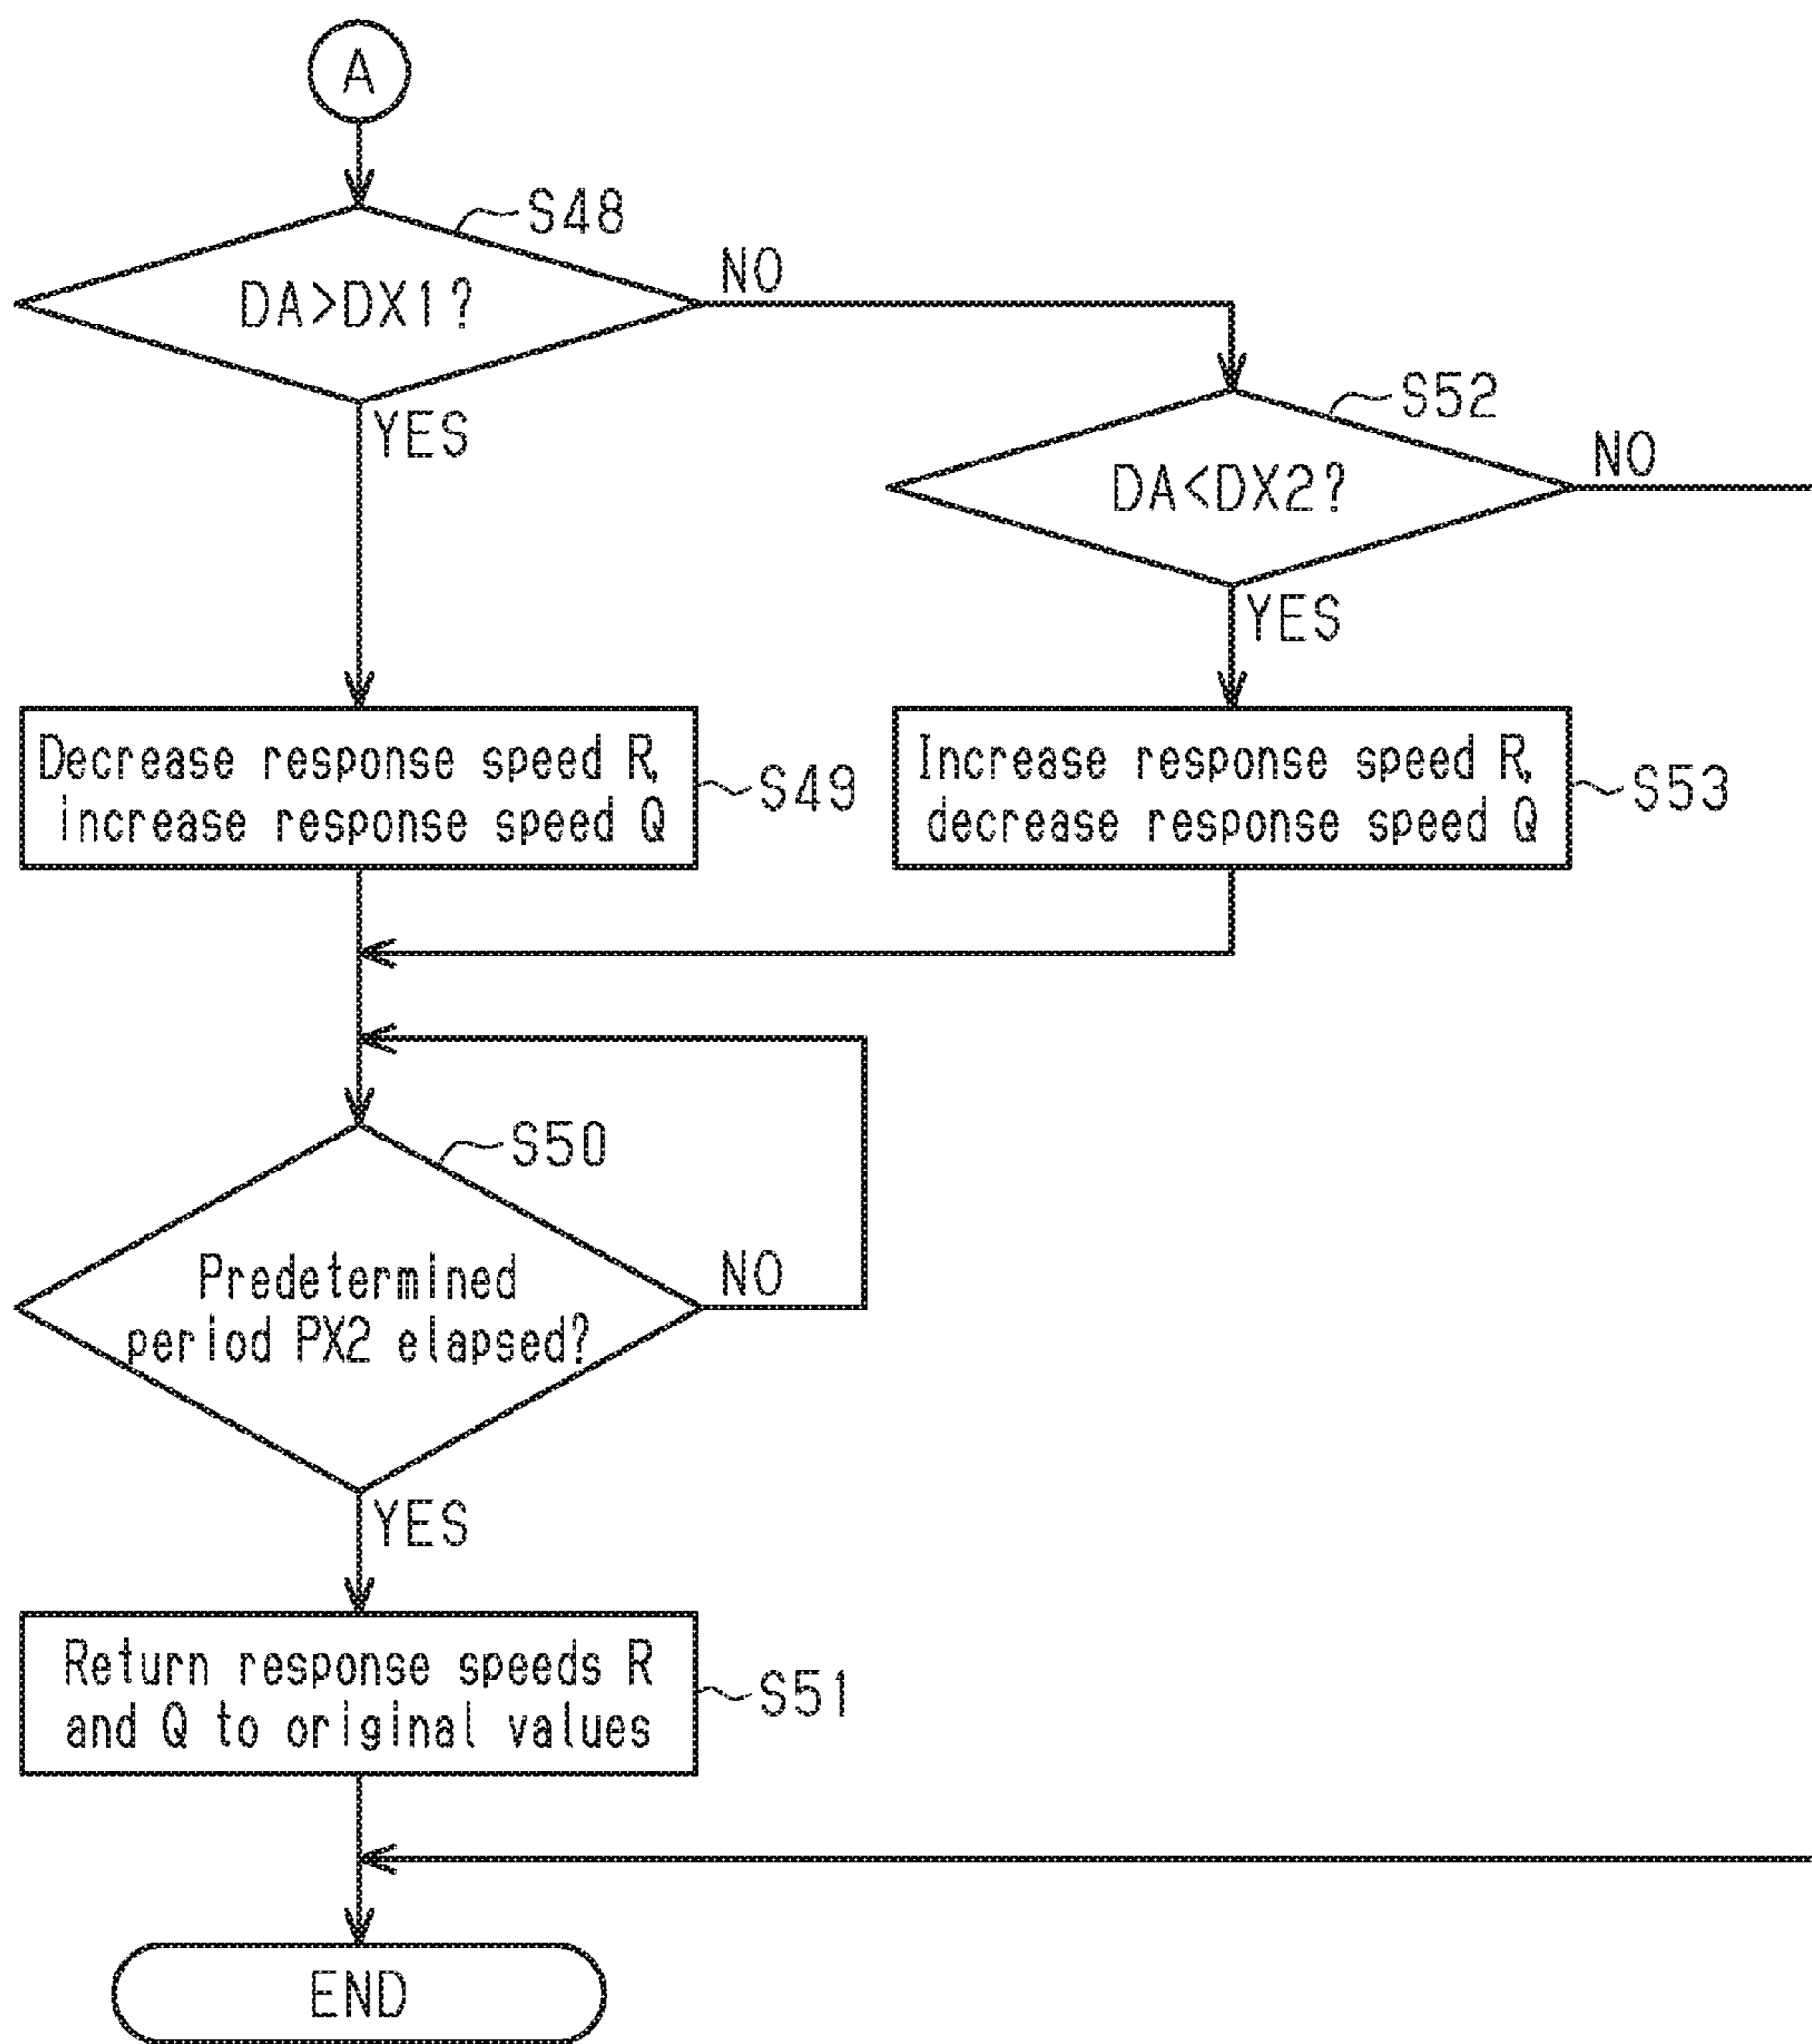 A
S48
DA>DX1?
NO
YES
S52
DA<DX2?
NO
YES
Decrease response speed R,
increase response speed Q
S49
Increase response speed R,
decrease response speed Q
S53
S50
Predetermined
period PX2 elapsed?
NO
YES
Return response speeds R
and Q to original values
S51
END